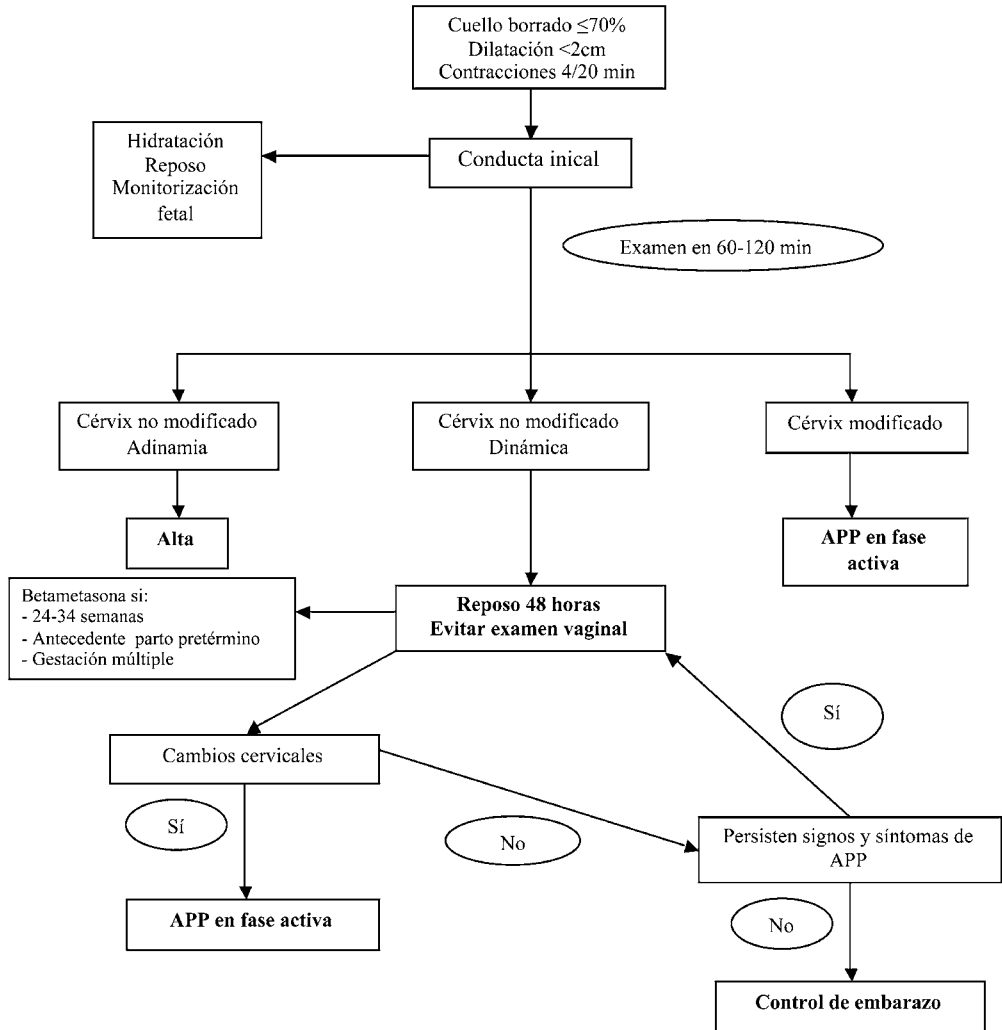 Cuello borrado ≤70%
Dilatación <2cm
Contracciones 4/20 min
Hidratación
Reposo
Monitorización
fetal
Conducta inical
Examen en 60-120 min
Cérvix no modificado
Adinamia
Cérvix no modificado
Dinámica
Cérvix modificado
Alta
APP en fase
activa
Betametasona si:
- 24-34 semanas
- Antecedente parto pretérmino
- Gestación múltiple
Reposo 48 horas
Evitar examen vaginal
Sí
Cambios cervicales
Sí
No
Persisten signos y síntomas de
APP
APP en fase activa
No
Control de embarazo